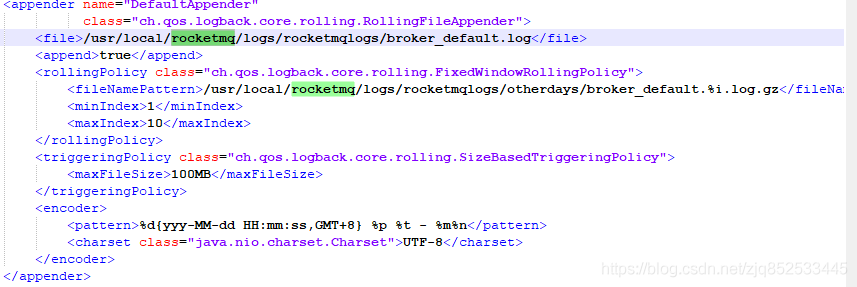 <appender name="DefaultAppender"
class="ch.qos.logback.core.rolling.RollingFileAppender">
<file>/usr/local/rocketmq/logs/rocketmqlogs/broker_default.log</file>
<append>true</append>
<rollingPolicy class="ch.qos.logback.core.rolling.FixedWindowRollingPolicy">
<fileNamePattern>/usr/local/rocketmq/logs/rocketmqlogs/otherdays/broker_default.%i.log.gz</fileNa
<minIndex>1</minIndex>
<maxIndex>10</maxIndex>
</rollingPolicy>
<triggeringPolicy class="ch.qos.logback.core.rolling.SizeBasedTriggeringPolicy">
<maxFileSize>100MB</maxFileSize>
</triggeringPolicy>
<encoder>
<pattern>%d{yyy-MM-dd HH:mm:ss,GMT+8} %p %t - %m%n</pattern>
<charset class="java.nio.charset.Charset">UTF-8</charset>
</encoder>
</appender>
https://blog.csdn.net/zjq852533445